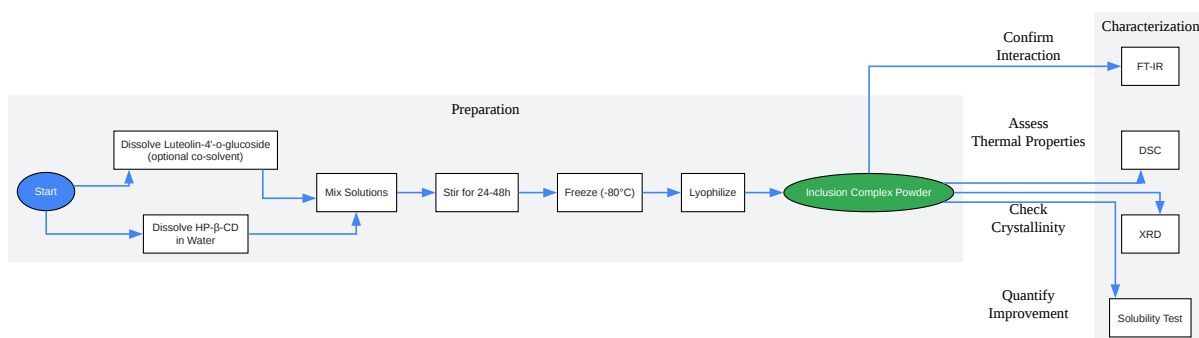 Characterization
Confirm
Interaction
FT-IR
Preparation
Assess
Thermal Properties
Dissolve Luteolin-4'-o-glucoside
(optional co-solvent)
DSC
Start
Mix Solutions
Stir for 24-48h
Freeze (-80°C)
Lyophilize
Inclusion Complex Powder
Check
Crystallinity
Dissolve HP-β-CD
in Water
XRD
Quantify
Improvement
Solubility Test